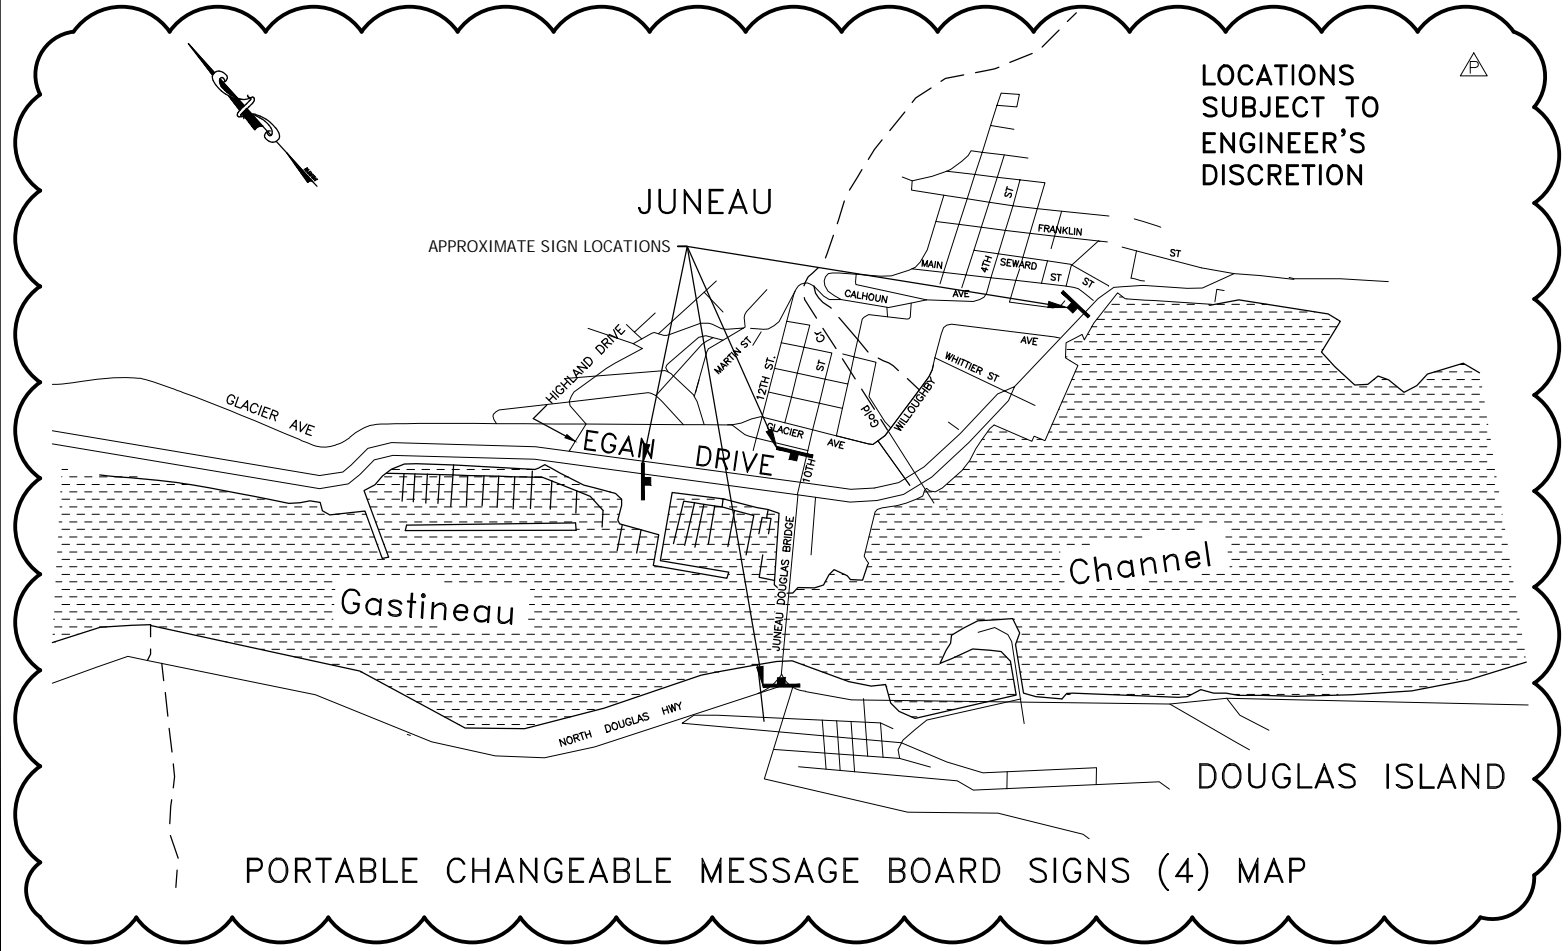 LOCATIONS
SUBJECT TO
ENGINEER'S
DISCRETION
P
JUNEAU
APPROXIMATE SIGN LOCATIONS
ST
FRANKLIN
ST
4TH
SEWARD
MAIN
ST
ST
CALHOUN
AVE
AVE
WHITTIER ST
WILLOUGHBY
HIGHLAND DRIVE
MARTIN ST
12TH ST.
ST
Cr
Gold
GLACIER AVE
GLACIER AVE
EGAN DRIVE
10TH
JUNEAU DOUGLAS BRIDGE
Gastineau
Channel
NORTH DOUGLAS HWY
DOUGLAS ISLAND
PORTABLE CHANGEABLE MESSAGE BOARD SIGNS (4) MAP